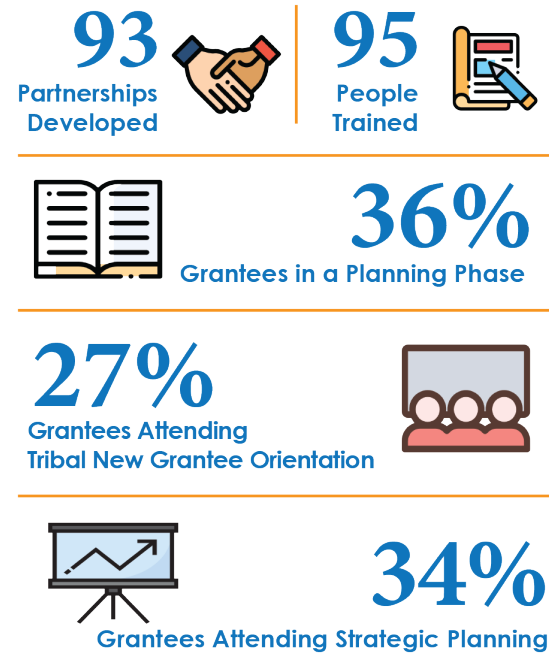 93
Partnerships
Developed
95
People
Trained
36%
Grantees in a Planning Phase
27%
Grantees Attending
Tribal New Grantee Orientation
34%
Grantees Attending Strategic Planning